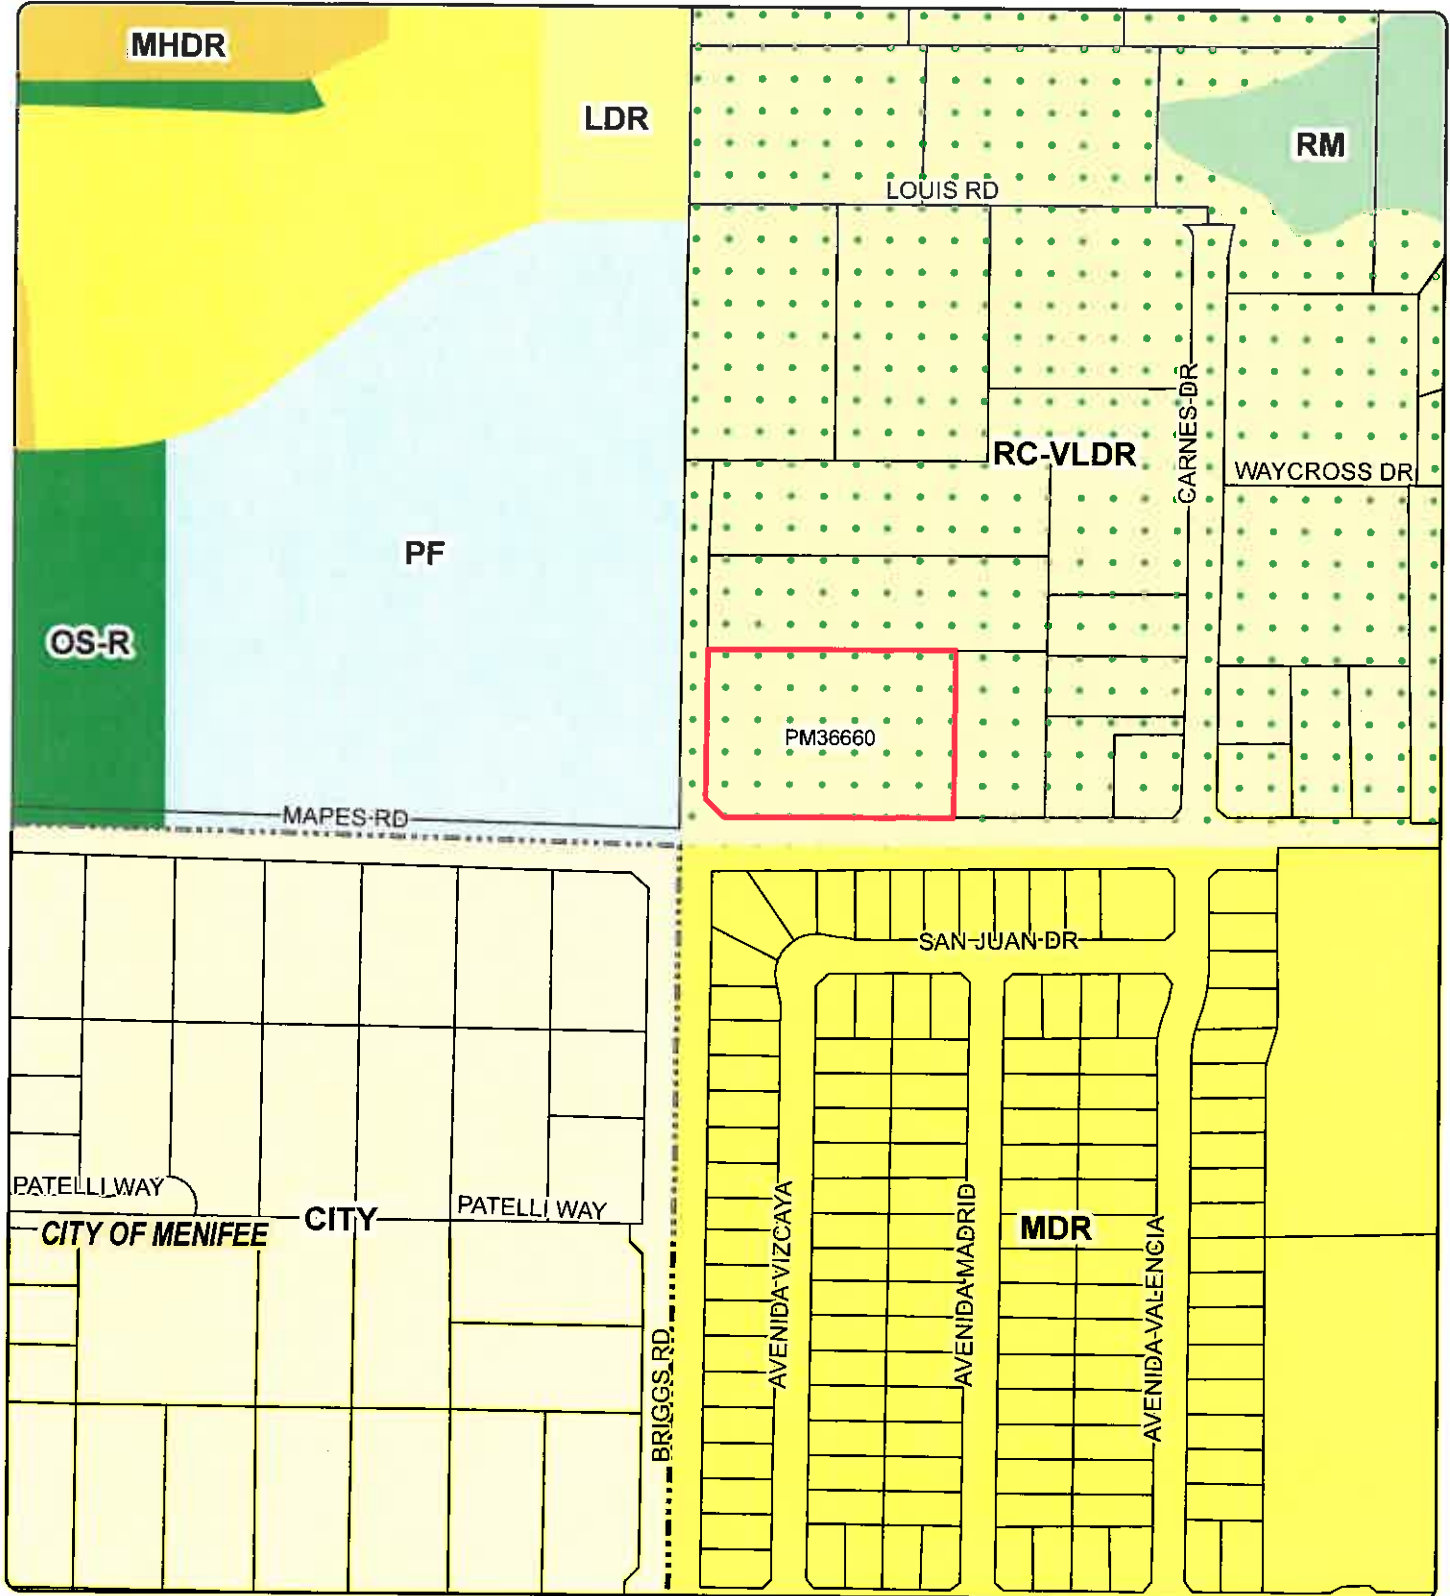 MHDR
LDR
RM
LOUIS RD
CARNES DR
RC-VLDR
WAYCROSS DR
PF
OS-R
PM36660
MAPES RD
SAN JUAN DR
PATELLI WAY
PATELLI WAY
CITY
CITY OF MENIFEE
AVENIDA VIZCAYA
AVENIDA MADRID
MDR
AVENIDA VALENCIA
BRIGGS RD